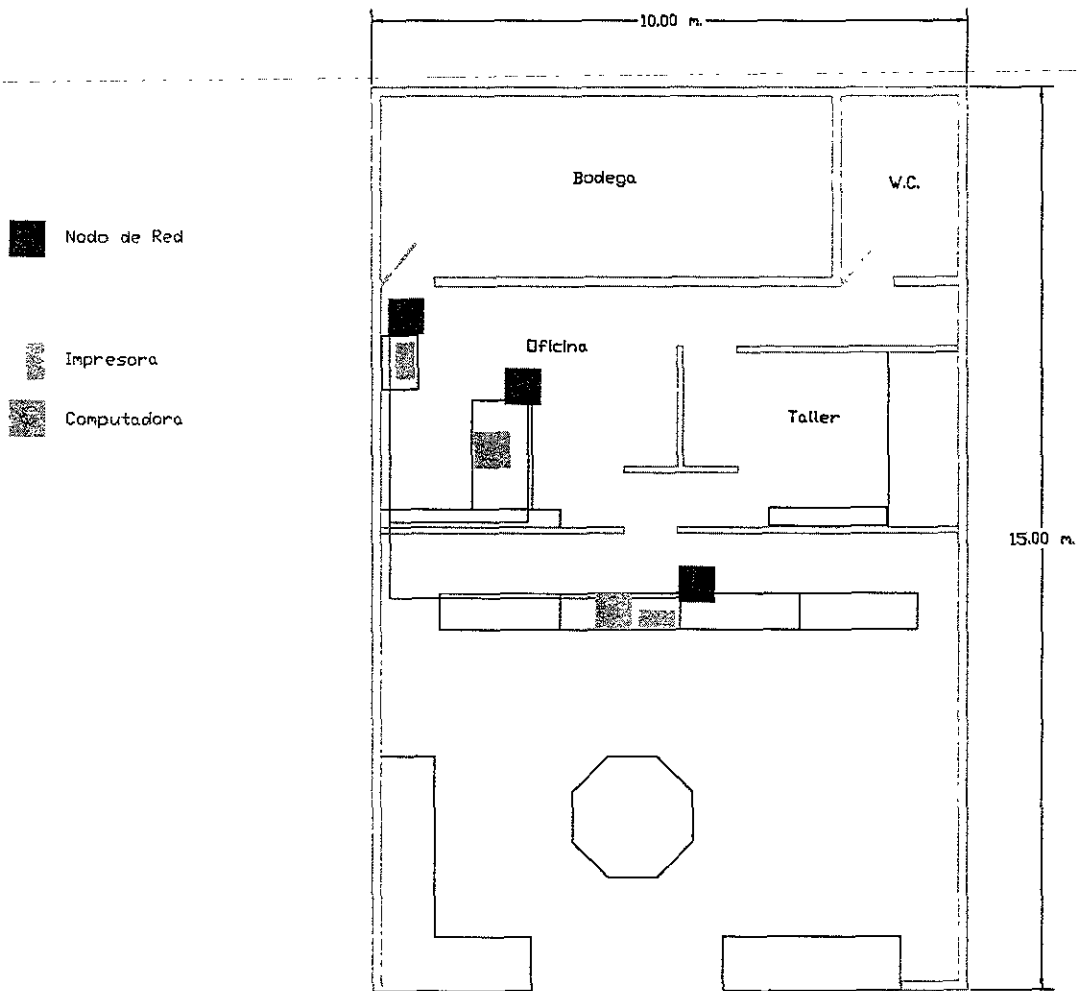 10.00 m.
Bodega
W.C.
Nodo de Red
Oficina
Impresora
Computadora
Taller
15.00 m.